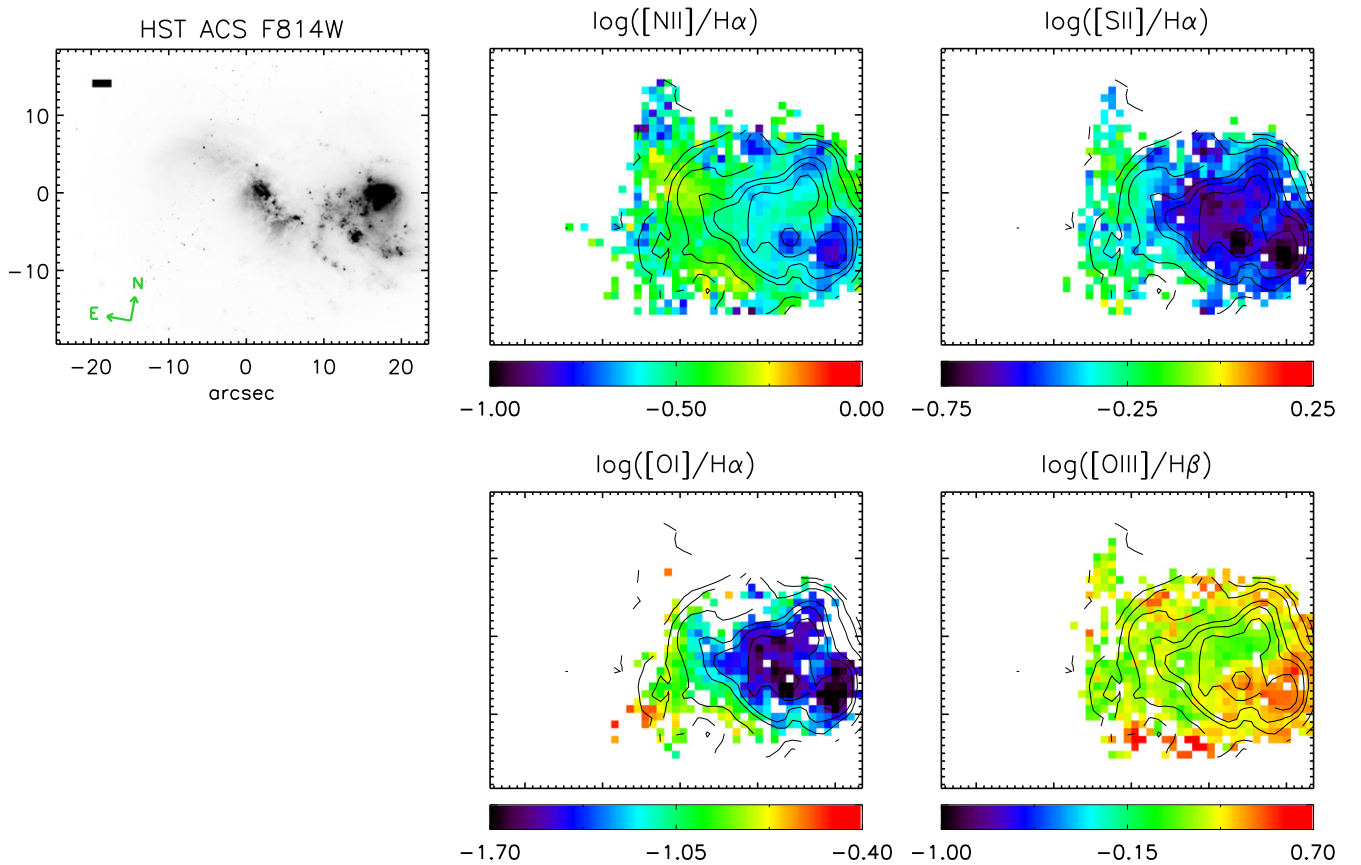 HST ACS F814W
log([NII]/Hα)
log([SII]/Hα)
10
0
−10
N
E
−20 −10 0 10 20
arcsec
−1.00 −0.50 0.00
−0.75 −0.25 0.25
log([OI]/Hα)
log([OIII]/Hβ)
−1.70 −1.05 −0.40
−1.00 −0.15 0.70